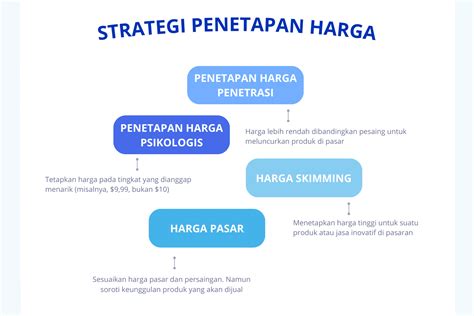 STRATEGI PENETAPAN HARGA
PENETAPAN HARGA
PENETRASI
Harga lebih rendah dibandingkan pesaing untuk
meluncurkan produk di pasar
PENETAPAN HARGA
PSIKOLOGIS
Tetapkan harga pada tingkat yang dianggap
menarik (misalnya, $9,99, bukan $10)
HARGA SKIMMING
Menetapkan harga tinggi untuk suatu
produk atau jasa inovatif di pasaran
HARGA PASAR
Sesuaikan harga pasar dan persaingan. Namun
soroti keunggulan produk yang akan dijual